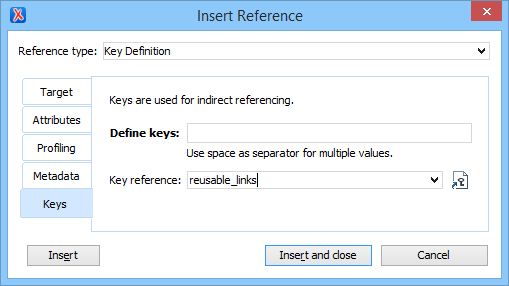 Insert Reference
Reference type: Key Definition
Target
Attributes
Profiling
Metadata
Keys
Keys are used for indirect referencing.
Define keys:
Use space as separator for multiple values.
Key reference: reusable_links
Insert
Insert and close
Cancel